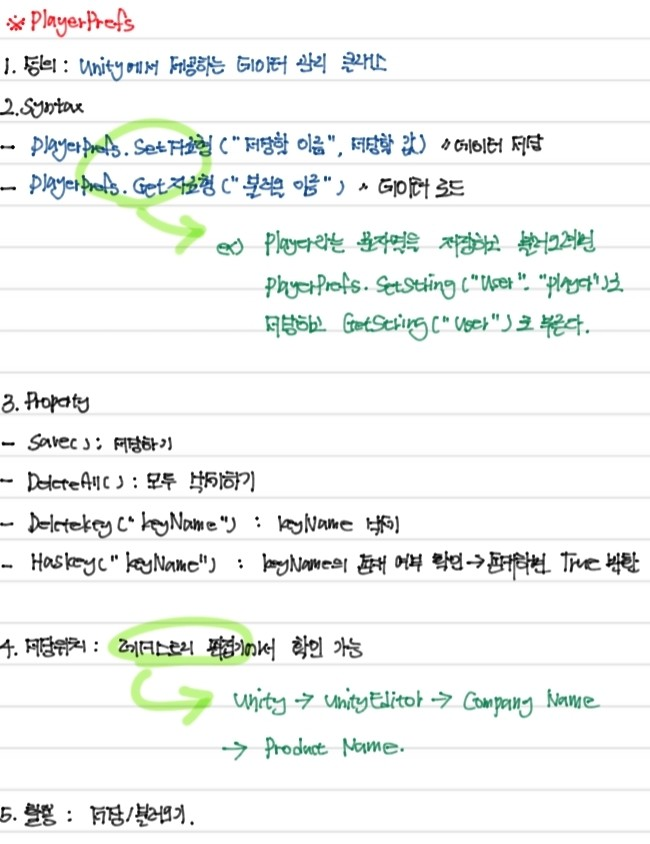 ※ PlayerPrefs
1. 정의 : Unity에서 제공하는 데이터 관리 클래스
2. Syntax
- PlayerPrefs.Set자료형 ("저장할 이름", 저장할 값) // 데이터 저장
- PlayerPrefs.Get자료형 ("불러올 이름") // 데이터 로드
ex) Player라는 문자열을 저장하고 불러오려면
PlayerPrefs.SetString ("User". "player")로
저장하고 GetString ("User")로 부른다.
3. Property
- Save() : 저장하기
- DeleteAll() : 모두 삭제하기
- Deletekey ("keyName") : keyName 삭제
- Haskey("keyName") : keyName의 존재 여부 확인 → 존재하면 True 반환
4. 저장위치 : 레지스트리 편집기에서 확인 가능
Unity → UnityEditor → Company Name
→ Product Name.
5. 활용 : 저장/불러오기.